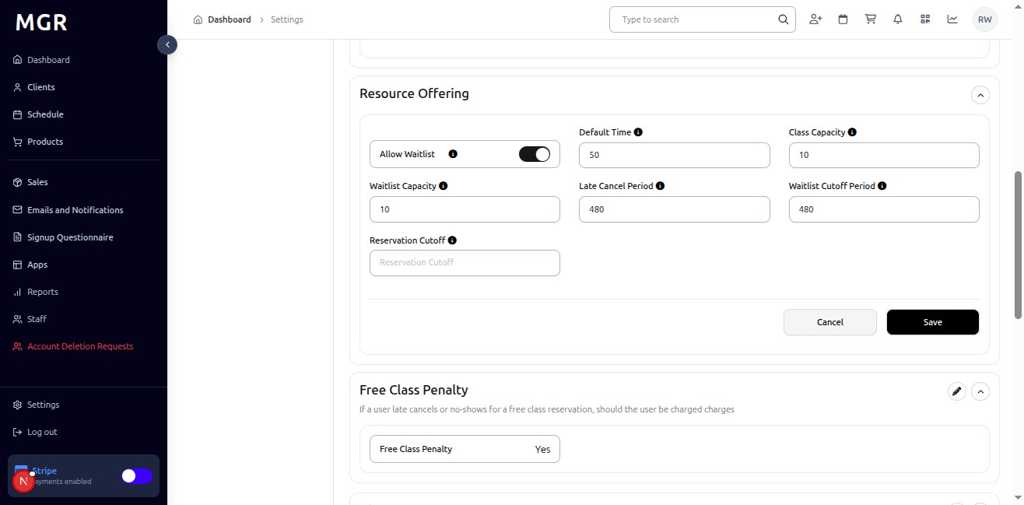 MGR
Dashboard
Settings
Type to search
RW
Dashboard
Clients
Schedule
Products
Sales
Emails and Notifications
Signup Questionnaire
Apps
Reports
Staff
Account Deletion Requests
Settings
Log out
Stripe
ayments enabled
N
Resource Offering
Allow Waitlist
Default Time
50
Class Capacity
10
Waitlist Capacity
10
Late Cancel Period
480
Waitlist Cutoff Period
480
Reservation Cutoff
Reservation Cutoff
Cancel
Save
Free Class Penalty
If a user late cancels or no-shows for a free class reservation, should the user be charged charges
Free Class Penalty
Yes